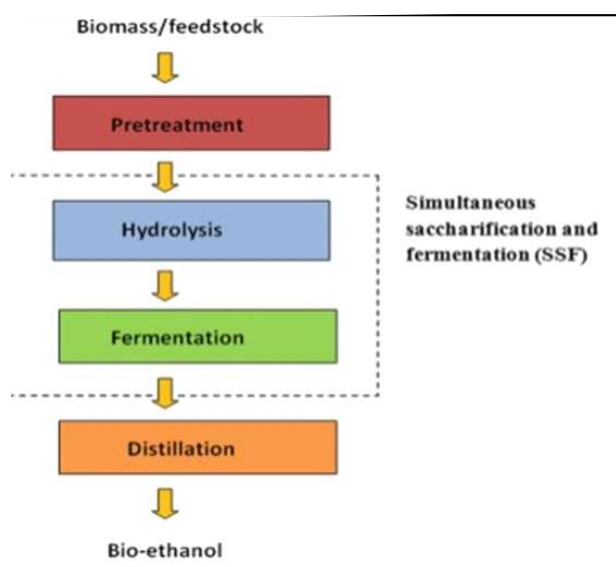 Biomass/feedstock
Pretreatment
Hydrolysis
Simultaneous
saccharification and
fermentation (SSF)
Fermentation
Distillation
Bio-ethanol